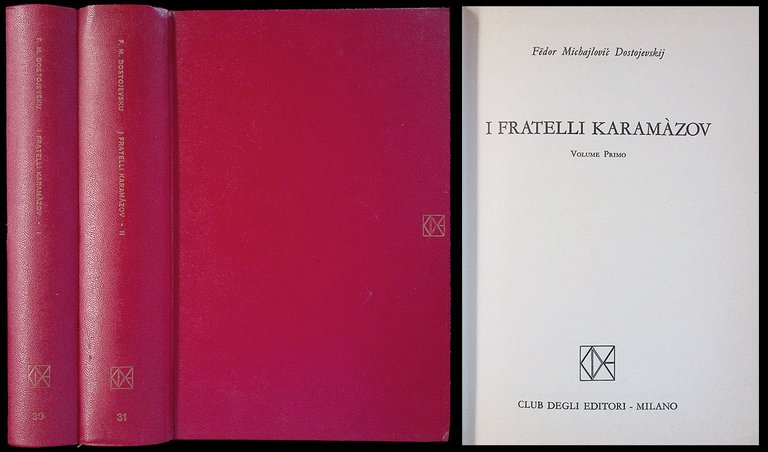 F. M. DOSTOJEVSKIJ I FRATELLI KARAMÀZOV - I
30
F. M. DOSTOJEVSKIJ I FRATELLI KARAMÀZOV - II
31
Fëdor Michajlovič Dostojevskij
I FRATELLI KARAMÀZOV
Volume Primo
CLUB DEGLI EDITORI - MILANO